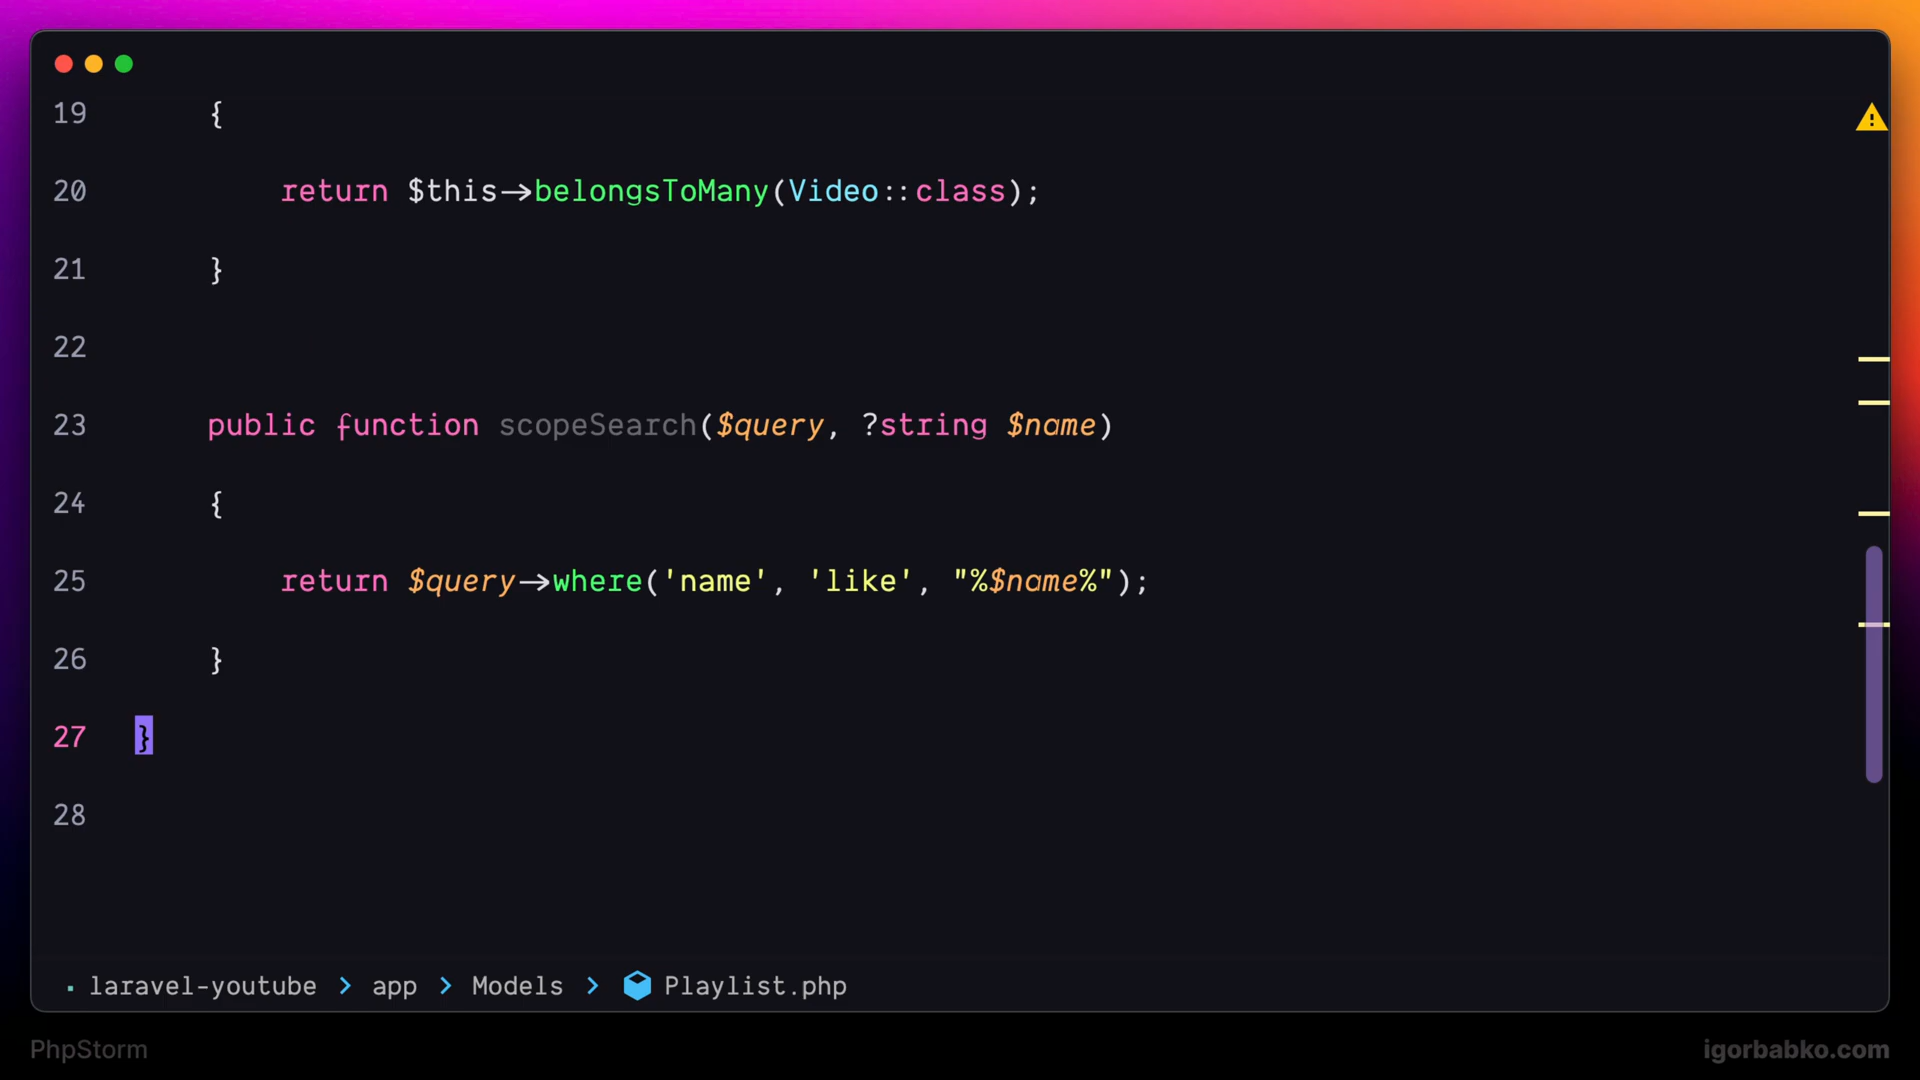 19 {
20 return $this->belongsToMany(Video::class);
21 }
22
23 public function scopeSearch($query, ?string $name)
24 {
25 return $query->where('name', 'like', "%$name%");
26 }
27 }
28
laravel-youtube > app > Models > Playlist.php
PhpStorm
igorbabko.com